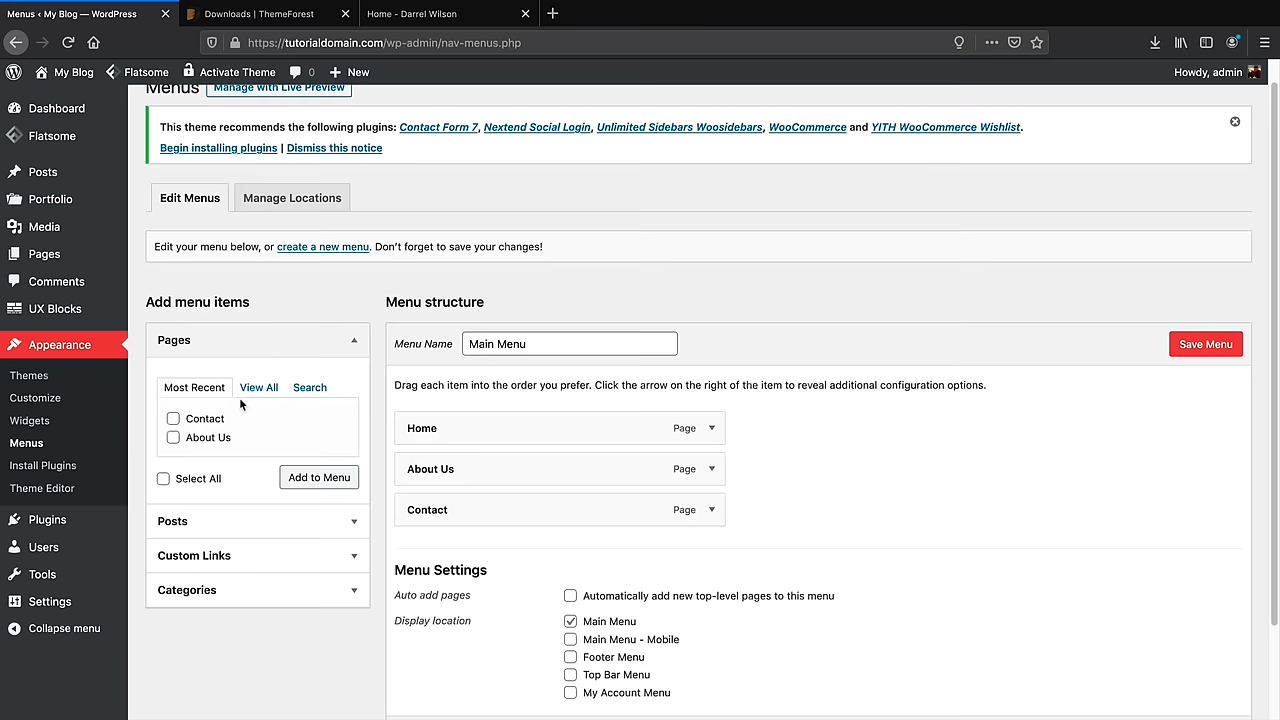 Menus ‹ My Blog — WordPress
Downloads | ThemeForest
Home - Darrel Wilson
https://tutorialdomain.com/wp-admin/nav-menus.php
My Blog
Flatsome
Activate Theme
0
New
Howdy, admin
Dashboard
Flatsome
Posts
Portfolio
Media
Pages
Comments
UX Blocks
Appearance
Themes
Customize
Widgets
Menus
Install Plugins
Theme Editor
Plugins
Users
Tools
Settings
Collapse menu
Menus
Manage with Live Preview
This theme recommends the following plugins: Contact Form 7, Nextend Social Login, Unlimited Sidebars Woosidebars, WooCommerce and YITH WooCommerce Wishlist.
Begin installing plugins | Dismiss this notice
Edit Menus
Manage Locations
Edit your menu below, or create a new menu. Don’t forget to save your changes!
Add menu items
Pages
Most Recent
View All
Search
Contact
About Us
Select All
Add to Menu
Posts
Custom Links
Categories
Menu structure
Menu Name
Main Menu
Save Menu
Drag each item into the order you prefer. Click the arrow on the right of the item to reveal additional configuration options.
Home Page
About Us Page
Contact Page
Menu Settings
Auto add pages
Automatically add new top-level pages to this menu
Display location
Main Menu
Main Menu - Mobile
Footer Menu
Top Bar Menu
My Account Menu